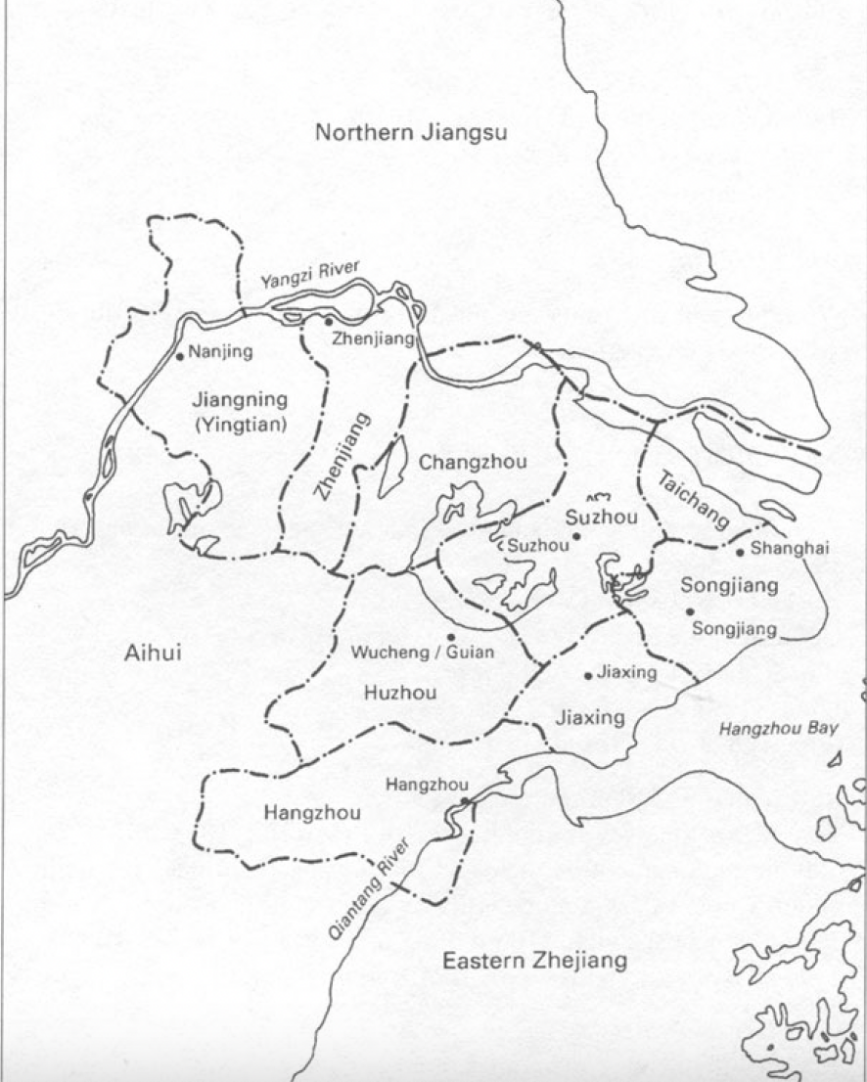 Northern Jiangsu
Yangzi River
Zhenjiang
Nanjing
Jiangning
(Yingtian)
Zhenjiang
Changzhou
Taichang
Suzhou
Suzhou
Shanghai
Songjiang
Songjiang
Aihui
Wucheng / Guian
Jiaxing
Huzhou
Jiaxing
Hangzhou Bay
Hangzhou
Hangzhou
Qiantang River
Eastern Zhejiang